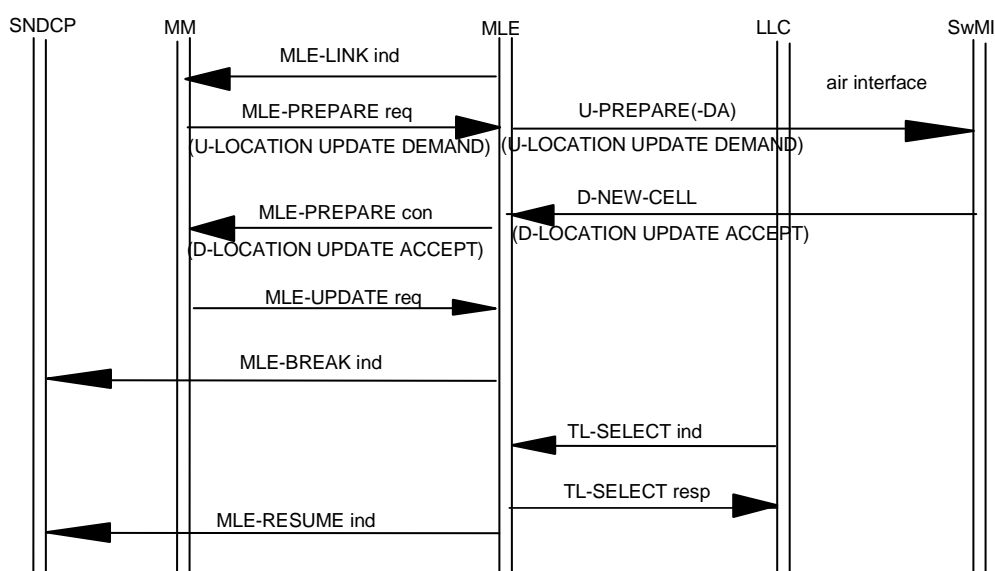 SNDCP MM MLE LLC SwMI
MLE-LINK ind
air interface
MLE-PREPARE req U-PREPARE(-DA)
(U-LOCATION UPDATE DEMAND) (U-LOCATION UPDATE DEMAND)
D-NEW-CELL
MLE-PREPARE con
(D-LOCATION UPDATE ACCEPT) (D-LOCATION UPDATE ACCEPT)
MLE-UPDATE req
MLE-BREAK ind
TL-SELECT ind
TL-SELECT resp
MLE-RESUME ind